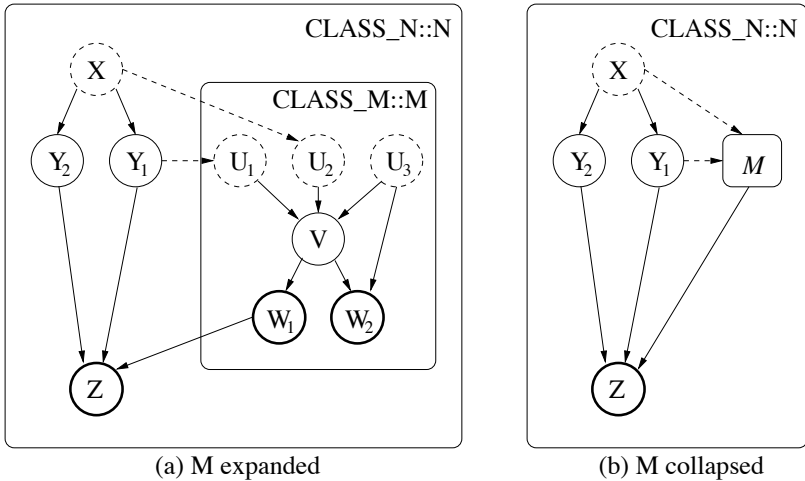 CLASS_N::N
X
CLASS_M::M
Y2 Y1 U1 U2 U3
V
W1 W2
Z
(a) M expanded
CLASS_N::N
X
Y2 Y1 M
Z
(b) M collapsed